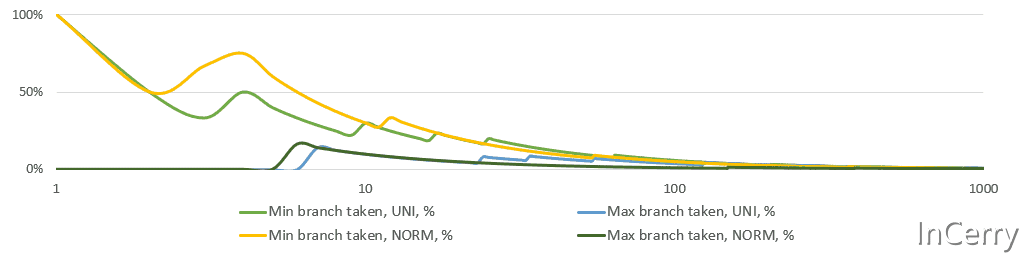 100%
50%
0%
1 10 100 1000
Min branch taken, UNI, % Max branch taken, UNI, %
Min branch taken, NORM, % Max branch taken, NORM, %
InCerry